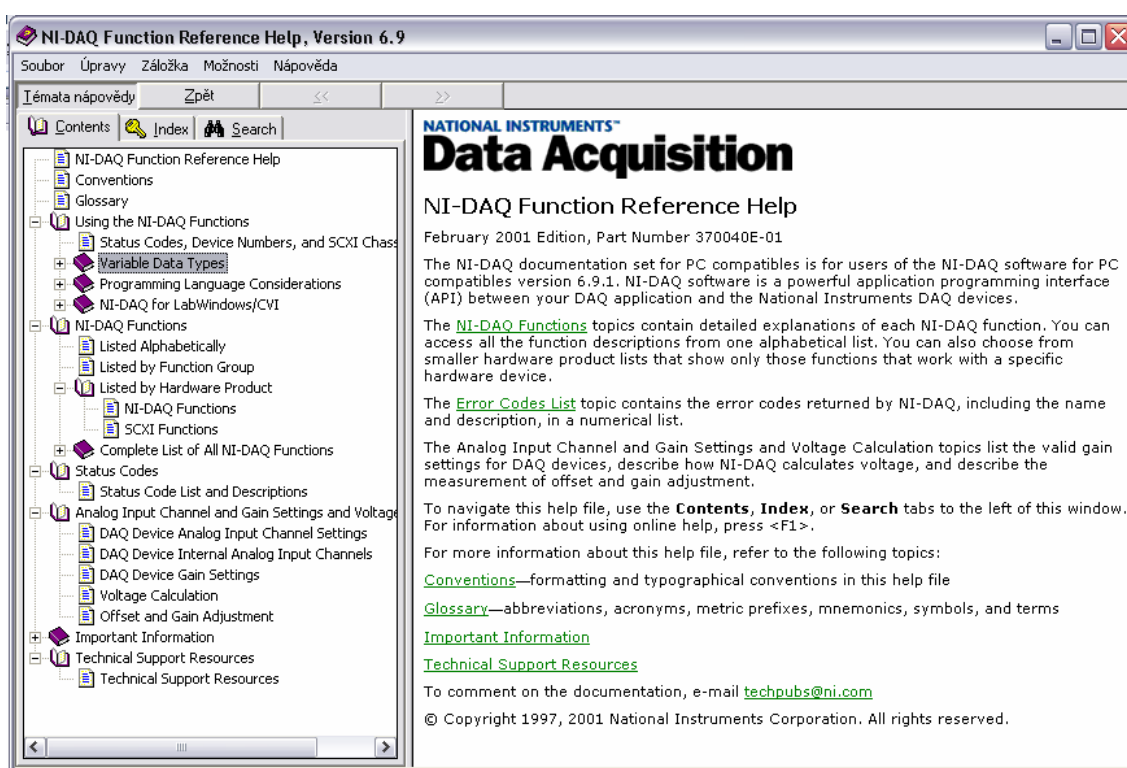 NI-DAQ Function Reference Help, Version 6.9
Soubor Úpravy Záložka Možnosti Nápověda
Témata nápovědy Zpět << >>
Contents Index Search
NI-DAQ Function Reference Help
Conventions
Glossary
Using the NI-DAQ Functions
Status Codes, Device Numbers, and SCXI Chass
Variable Data Types
Programming Language Considerations
NI-DAQ for LabWindows/CVI
NI-DAQ Functions
Listed Alphabetically
Listed by Function Group
Listed by Hardware Product
NI-DAQ Functions
SCXI Functions
Complete List of All NI-DAQ Functions
Status Codes
Status Code List and Descriptions
Analog Input Channel and Gain Settings and Voltage
DAQ Device Analog Input Channel Settings
DAQ Device Internal Analog Input Channels
DAQ Device Gain Settings
Voltage Calculation
Offset and Gain Adjustment
Important Information
Technical Support Resources
Technical Support Resources
NATIONAL INSTRUMENTS™
Data Acquisition
NI-DAQ Function Reference Help
February 2001 Edition, Part Number 370040E-01
The NI-DAQ documentation set for PC compatibles is for users of the NI-DAQ software for PC
compatibles version 6.9.1. NI-DAQ software is a powerful application programming interface
(API) between your DAQ application and the National Instruments DAQ devices.
The NI-DAQ Functions topics contain detailed explanations of each NI-DAQ function. You can
access all the function descriptions from one alphabetical list. You can also choose from
smaller hardware product lists that show only those functions that work with a specific
hardware device.
The Error Codes List topic contains the error codes returned by NI-DAQ, including the name
and description, in a numerical list.
The Analog Input Channel and Gain Settings and Voltage Calculation topics list the valid gain
settings for DAQ devices, describe how NI-DAQ calculates voltage, and describe the
measurement of offset and gain adjustment.
To navigate this help file, use the Contents, Index, or Search tabs to the left of this window.
For information about using online help, press <F1>.
For more information about this help file, refer to the following topics:
Conventions—formatting and typographical conventions in this help file
Glossary—abbreviations, acronyms, metric prefixes, mnemonics, symbols, and terms
Important Information
Technical Support Resources
To comment on the documentation, e-mail techpubs@ni.com
© Copyright 1997, 2001 National Instruments Corporation. All rights reserved.